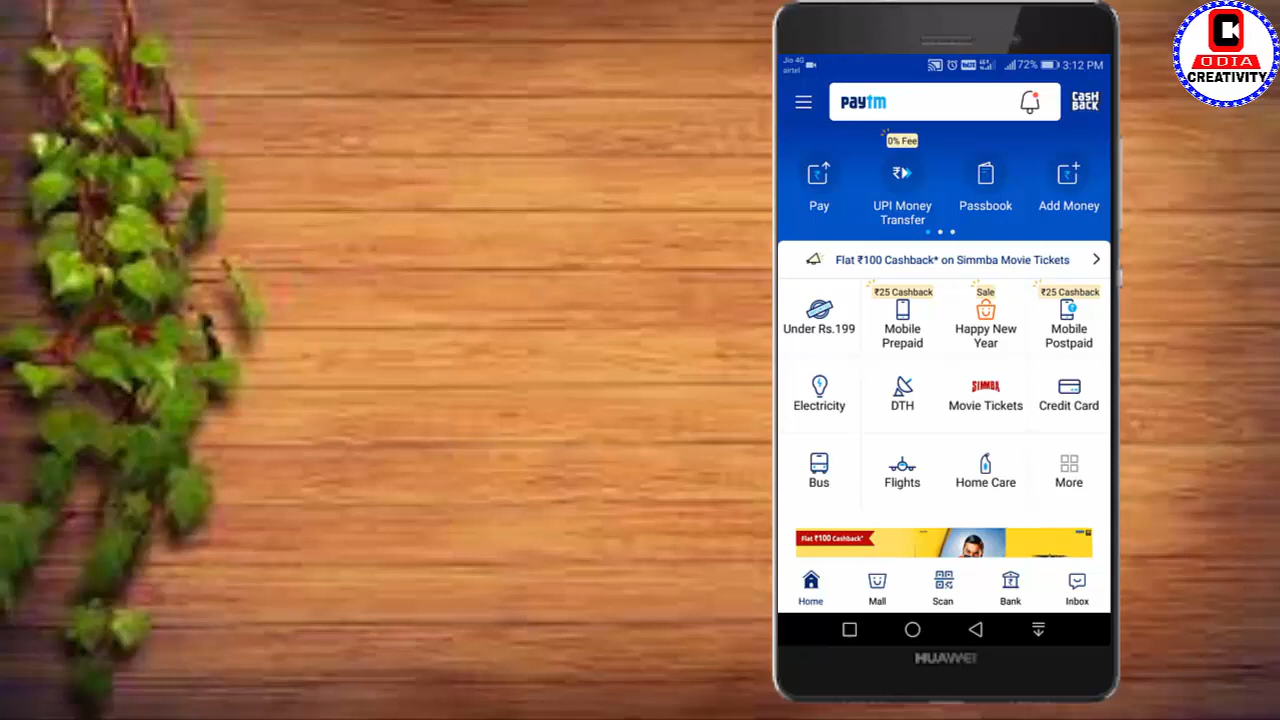 ODIA
CREATIVITY
Jio 4G
airtel
72% 3:12 PM
paytm
CASH
BACK
0% Fee
Pay
UPI Money
Transfer
Passbook
Add Money
Flat ₹100 Cashback* on Simmba Movie Tickets
₹25 Cashback
Sale
₹25 Cashback
Under Rs.199
Mobile
Prepaid
Happy New
Year
Mobile
Postpaid
SIMMBA
Electricity
DTH
Movie Tickets
Credit Card
Bus
Flights
Home Care
More
Flat ₹100 Cashback*
Home
Mall
Scan
Bank
Inbox
HUAWEI